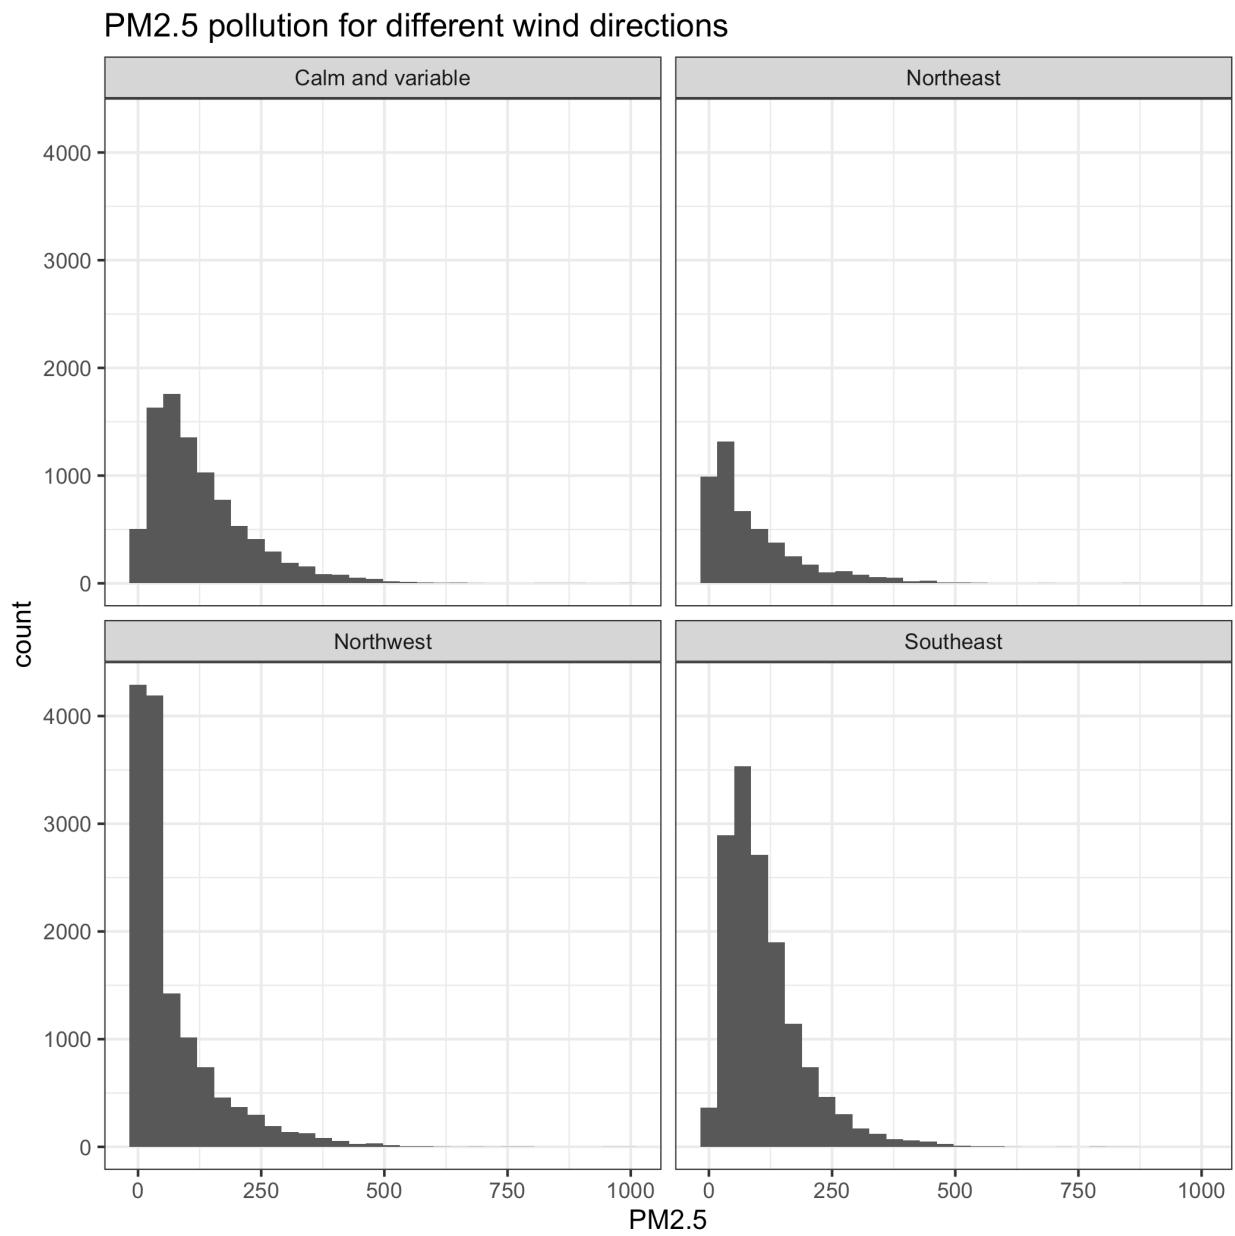 PM2.5 pollution for different wind directions
Calm and variable
Northeast
4000
3000
2000
1000
0
Northwest
Southeast
4000
3000
2000
1000
0
count
0 250 500 750 1000
0 250 500 750 1000
PM2.5